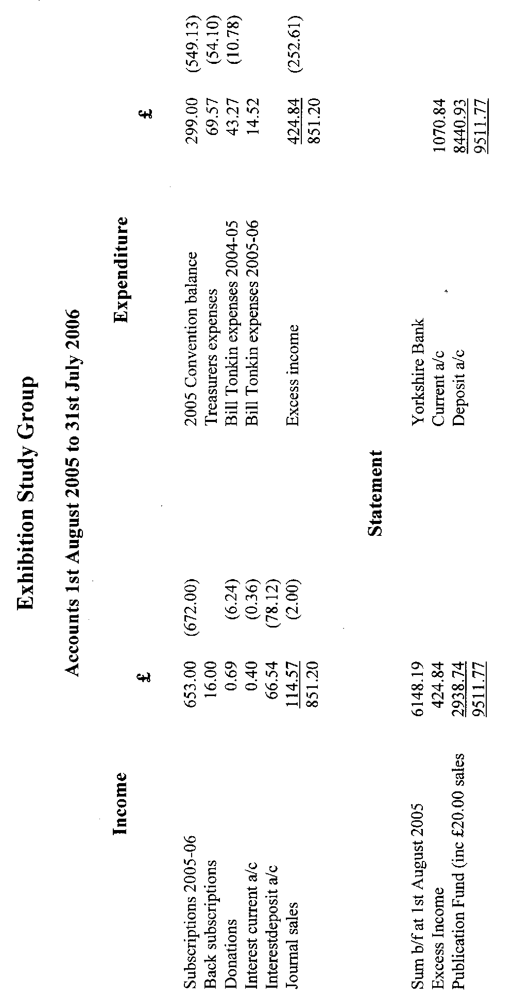 Exhibition Study Group
Accounts 1st August 2005 to 31st July 2006
Income Expenditure
£ £
Subscriptions 2005-06 653.00 (672.00) 2005 Convention balance 299.00 (549.13)
Back subscriptions 16.00 Treasurers expenses 69.57 (54.10)
Donations 0.69 (6.24) Bill Tonkin expenses 2004-05 43.27 (10.78)
Interest current a/c 0.40 (0.36) Bill Tonkin expenses 2005-06 14.52
Interestdeposit a/c 66.54 (78.12)
Journal sales 114.57 (2.00) Excess income 424.84 (252.61)
851.20 851.20
Statement
Sum b/f at 1st August 2005 6148.19 Yorkshire Bank
Excess Income 424.84 Current a/c 1070.84
Publication Fund (inc £20.00 sales 2938.74 Deposit a/c 8440.93
9511.77 9511.77